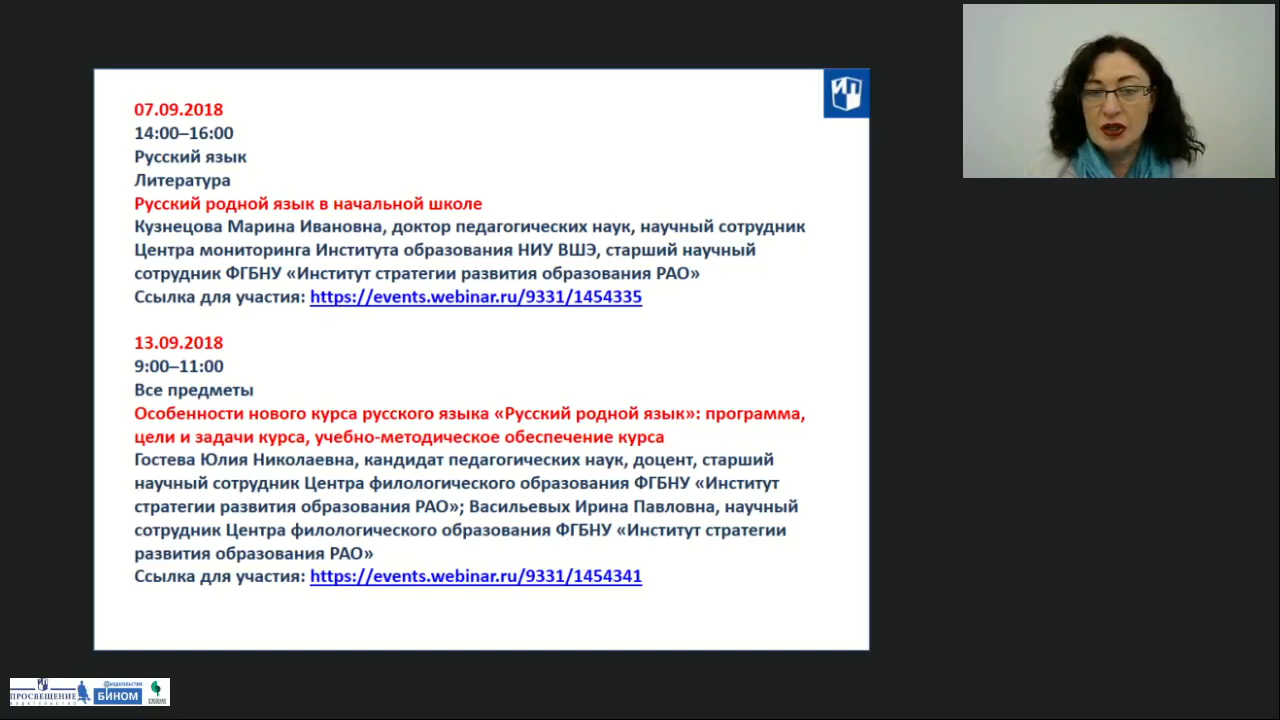 07.09.2018
14:00–16:00
Русский язык
Литература
Русский родной язык в начальной школе
Кузнецова Марина Ивановна, доктор педагогических наук, научный сотрудник
Центра мониторинга Института образования НИУ ВШЭ, старший научный
сотрудник ФГБНУ «Институт стратегии развития образования РАО»
Ссылка для участия: https://events.webinar.ru/9331/1454335
13.09.2018
9:00–11:00
Все предметы
Особенности нового курса русского языка «Русский родной язык»: программа,
цели и задачи курса, учебно-методическое обеспечение курса
Гостева Юлия Николаевна, кандидат педагогических наук, доцент, старший
научный сотрудник Центра филологического образования ФГБНУ «Институт
стратегии развития образования РАО»; Васильевых Ирина Павловна, научный
сотрудник Центра филологического образования ФГБНУ «Институт стратегии
развития образования РАО»
Ссылка для участия: https://events.webinar.ru/9331/1454341
ПРОСВЕЩЕНИЕ
ИЗДАТЕЛЬСТВО
ИЗДАТЕЛЬСТВО
БИНОМ